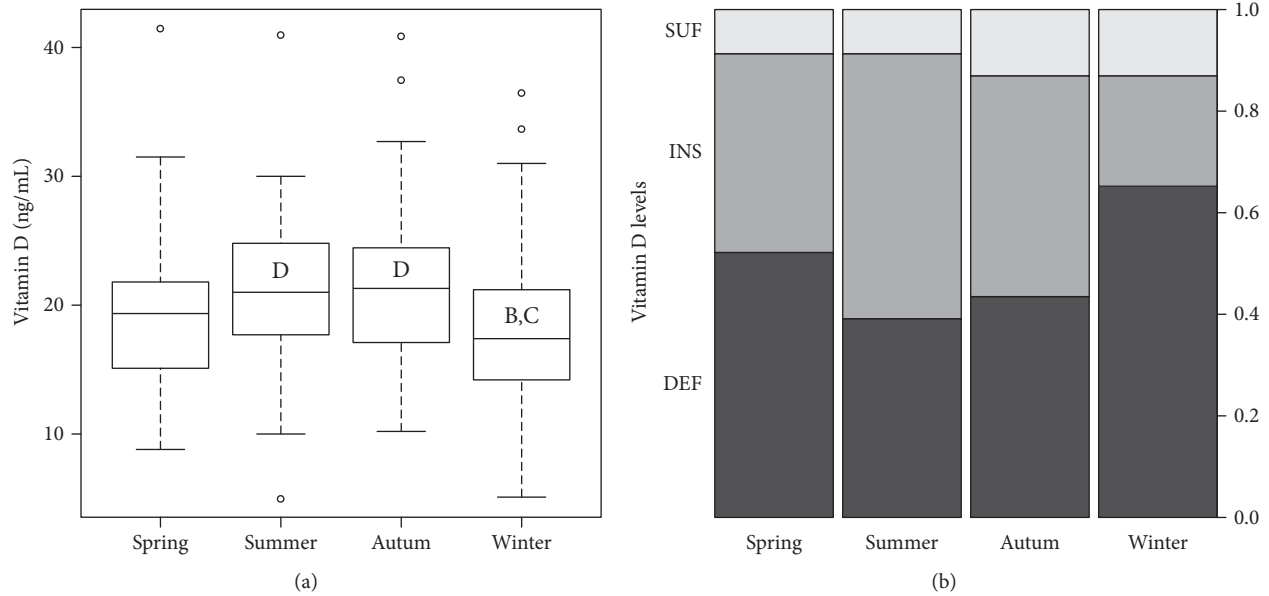 Vitamin D (ng/mL)
40
30
20
10
D
D
B,C
Spring
Summer
Autum
Winter
(a)
Vitamin D levels
SUF
INS
DEF
1.0
0.8
0.6
0.4
0.2
0.0
Spring
Summer
Autum
Winter
(b)